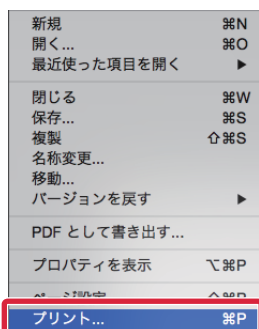 新規 ⌘N
開く... ⌘O
最近使った項目を開く ▶
閉じる ⌘W
保存... ⌘S
複製 ⇧⌘S
名称変更...
移動...
バージョンを戻す ▶
PDF として書き出す...
プロパティを表示 ⌥⌘P
プリント... ⌘P